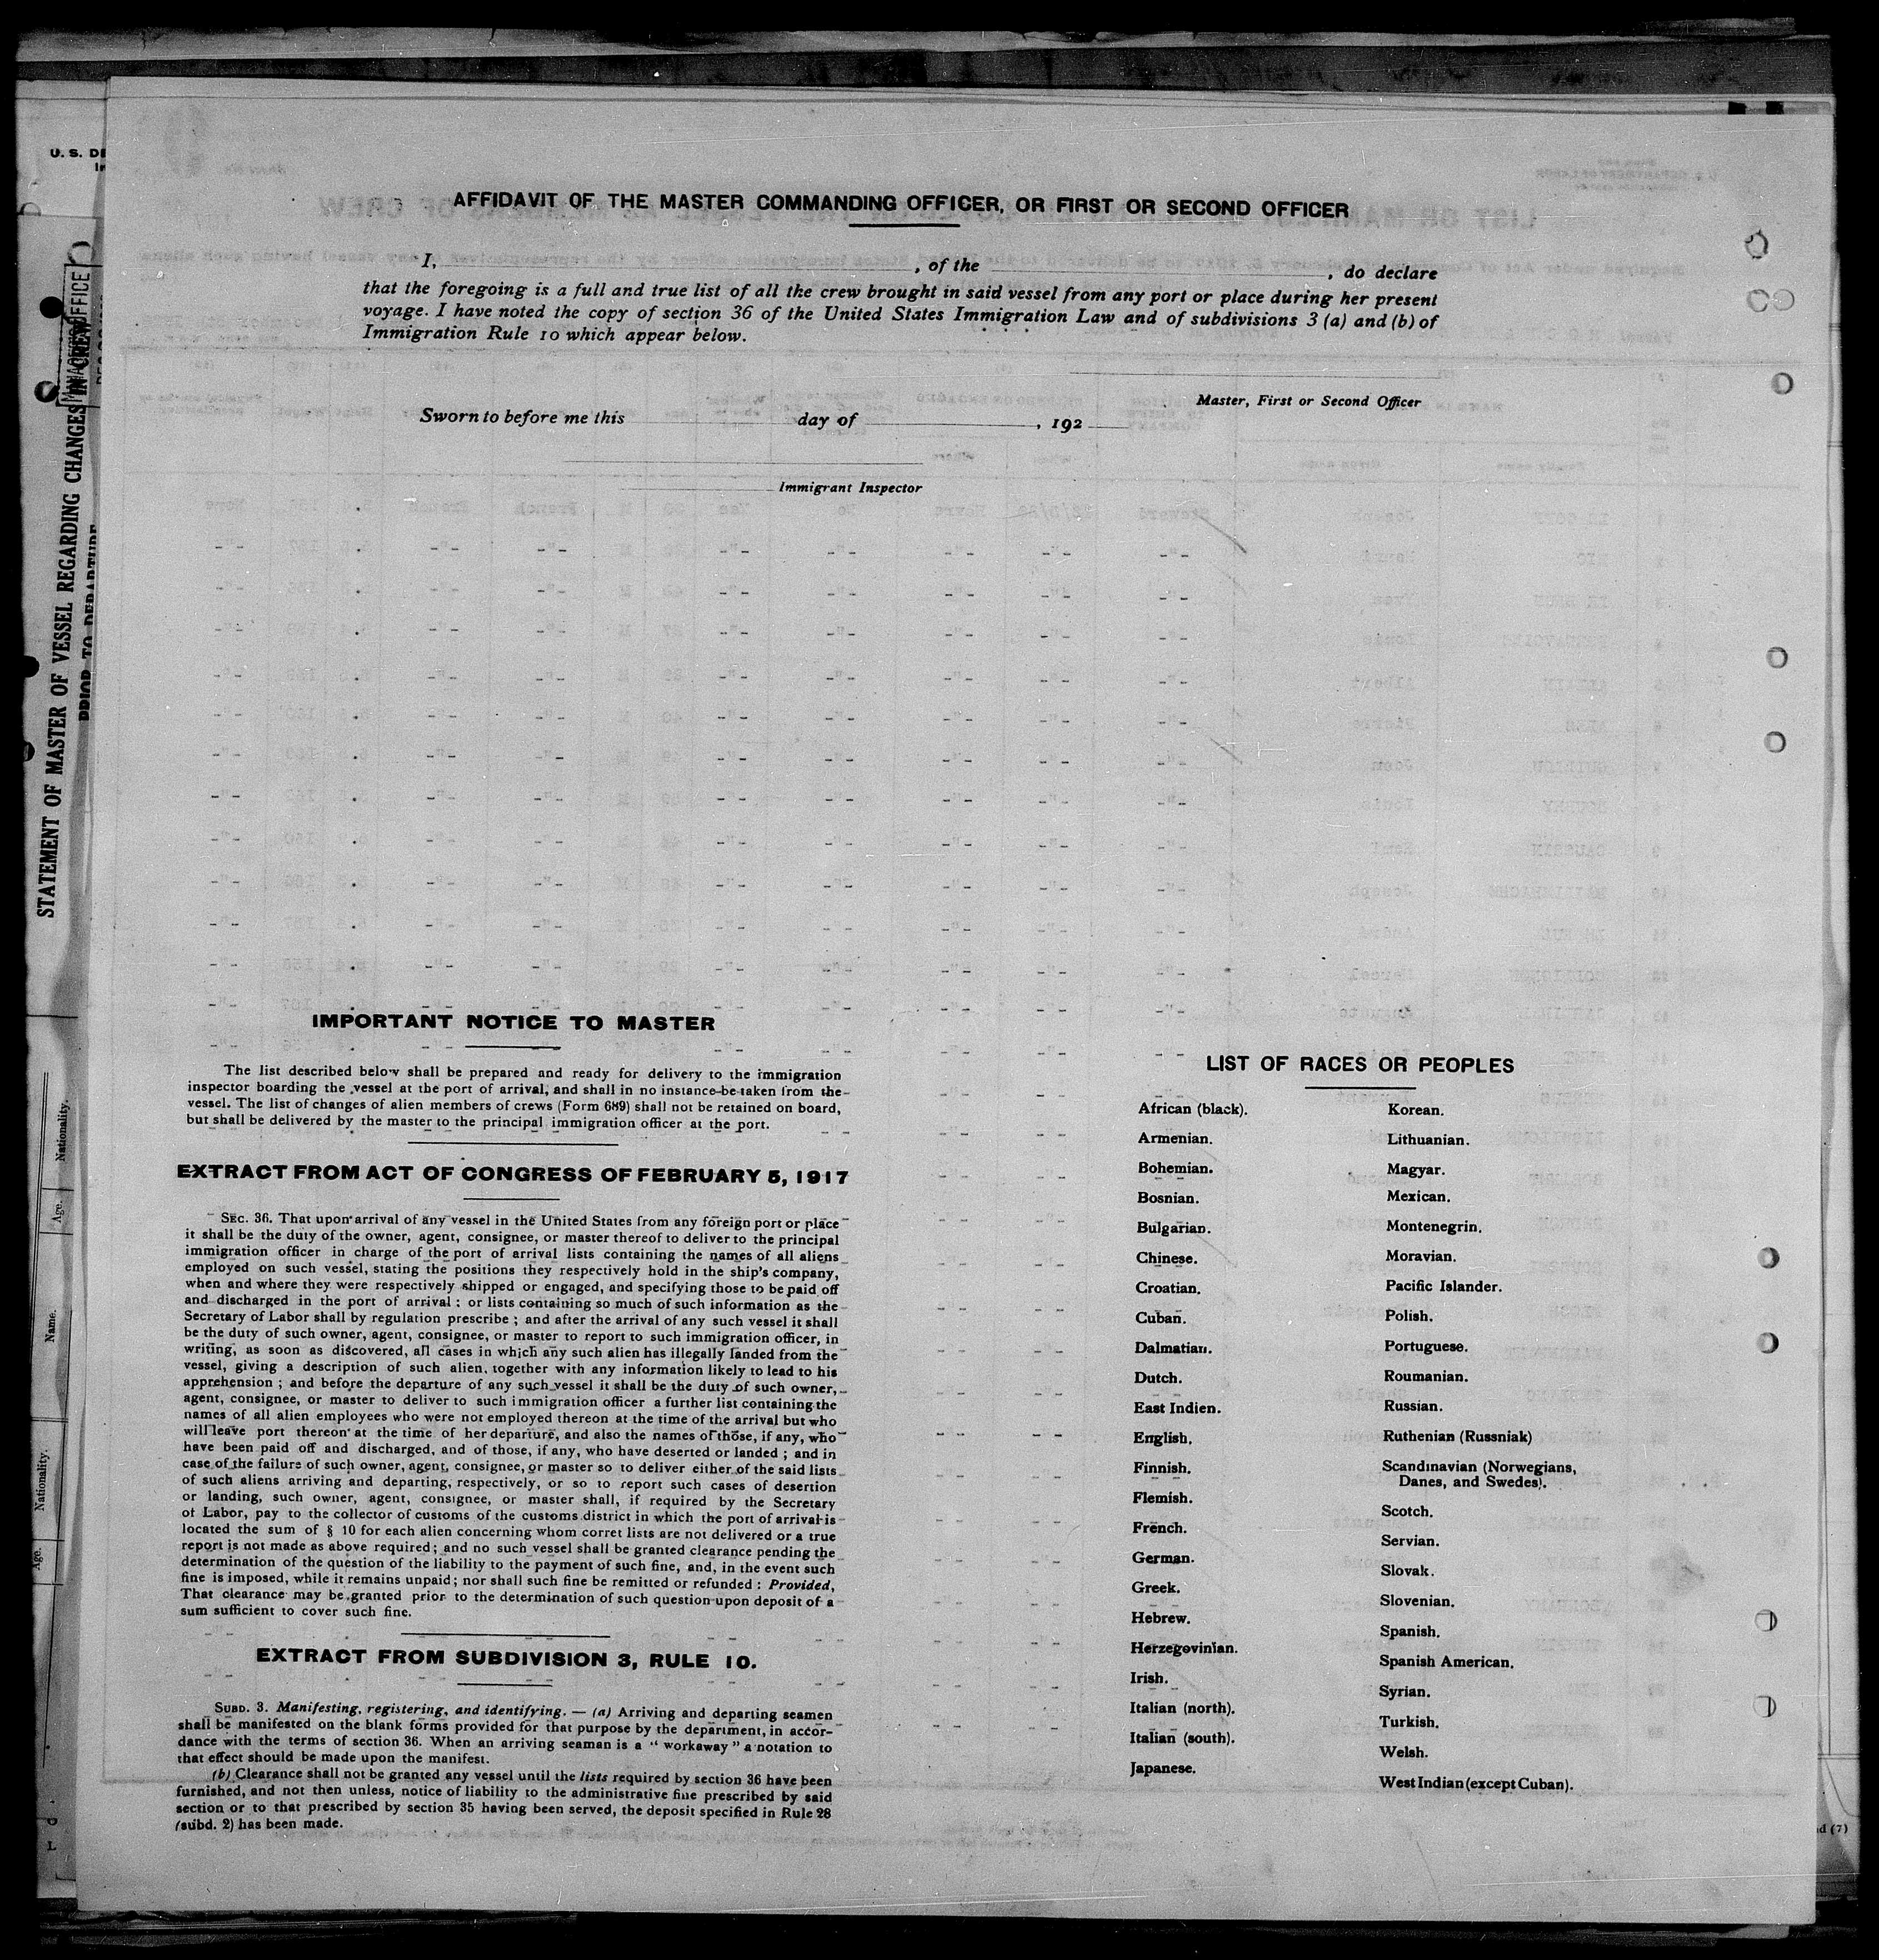 U. S. DE
AFFIDAVIT OF THE MASTER COMMANDING OFFICER, OR FIRST OR SECOND OFFICER
I, , of the , do declare
that the foregoing is a full and true list of all the crew brought in said vessel from any port or place during her present
voyage. I have noted the copy of section 36 of the United States Immigration Law and of subdivisions 3 (a) and (b) of
Immigration Rule 10 which appear below.
Master, First or Second Officer
Sworn to before me this day of , 192
Immigrant Inspector
STATEMENT OF MASTER OF VESSEL REGARDING CHANGES IN CREW
PRIOR TO DEPARTURE
Nationality.
Age.
Name.
Nationality.
Age.
IMPORTANT NOTICE TO MASTER
The list described below shall be prepared and ready for delivery to the immigration
inspector boarding the vessel at the port of arrival, and shall in no instance be taken from the
vessel. The list of changes of alien members of crews (Form 689) shall not be retained on board,
but shall be delivered by the master to the principal immigration officer at the port.
EXTRACT FROM ACT OF CONGRESS OF FEBRUARY 5, 1917
SEC. 36. That upon arrival of any vessel in the United States from any foreign port or place
it shall be the duty of the owner, agent, consignee, or master thereof to deliver to the principal
immigration officer in charge of the port of arrival lists containing the names of all aliens
employed on such vessel, stating the positions they respectively hold in the ship's company,
when and where they were respectively shipped or engaged, and specifying those to be paid off
and discharged in the port of arrival ; or lists containing so much of such information as the
Secretary of Labor shall by regulation prescribe ; and after the arrival of any such vessel it shall
be the duty of such owner, agent, consignee, or master to report to such immigration officer, in
writing, as soon as discovered, all cases in which any such alien has illegally landed from the
vessel, giving a description of such alien, together with any information likely to lead to his
apprehension ; and before the departure of any such vessel it shall be the duty of such owner,
agent, consignee, or master to deliver to such immigration officer a further list containing the
names of all alien employees who were not employed thereon at the time of the arrival but who
will leave port thereon at the time of her departure, and also the names of those, if any, who
have been paid off and discharged, and of those, if any, who have deserted or landed ; and in
case of the failure of such owner, agent, consignee, or master so to deliver either of the said lists
of such aliens arriving and departing, respectively, or so to report such cases of desertion
or landing, such owner, agent, consignee, or master shall, if required by the Secretary
of Labor, pay to the collector of customs of the customs district in which the port of arrival is
located the sum of § 10 for each alien concerning whom corret lists are not delivered or a true
report is not made as above required ; and no such vessel shall be granted clearance pending the
determination of the question of the liability to the payment of such fine, and, in the event such
fine is imposed, while it remains unpaid ; nor shall such fine be remitted or refunded : Provided,
That clearance may be granted prior to the determination of such question upon deposit of a
sum sufficient to cover such fine.
EXTRACT FROM SUBDIVISION 3, RULE 10.
SUBD. 3. Manifesting, registering, and identifying. — (a) Arriving and departing seamen
shall be manifested on the blank forms provided for that purpose by the department, in accor-
dance with the terms of section 36. When an arriving seaman is a " workaway " a notation to
that effect should be made upon the manifest.
(b) Clearance shall not be granted any vessel until the lists required by section 36 have been
furnished, and not then unless, notice of liability to the administrative fine prescribed by said
section or to that prescribed by section 35 having been served, the deposit specified in Rule 28
(subd. 2) has been made.
LIST OF RACES OR PEOPLES
African (black).
Armenian.
Bohemian.
Bosnian.
Bulgarian.
Chinese.
Croatian.
Cuban.
Dalmatian.
Dutch.
East Indien.
English.
Finnish.
Flemish.
French.
German.
Greek.
Hebrew.
Herzegovinian.
Irish.
Italian (north).
Italian (south).
Japanese.
Korean.
Lithuanian.
Magyar.
Mexican.
Montenegrin.
Moravian.
Pacific Islander.
Polish.
Portuguese.
Roumanian.
Russian.
Ruthenian (Russniak)
Scandinavian (Norwegians,
Danes, and Swedes).
Scotch.
Servian.
Slovak.
Slovenian.
Spanish.
Spanish American.
Syrian.
Turkish.
Welsh.
West Indian (except Cuban).